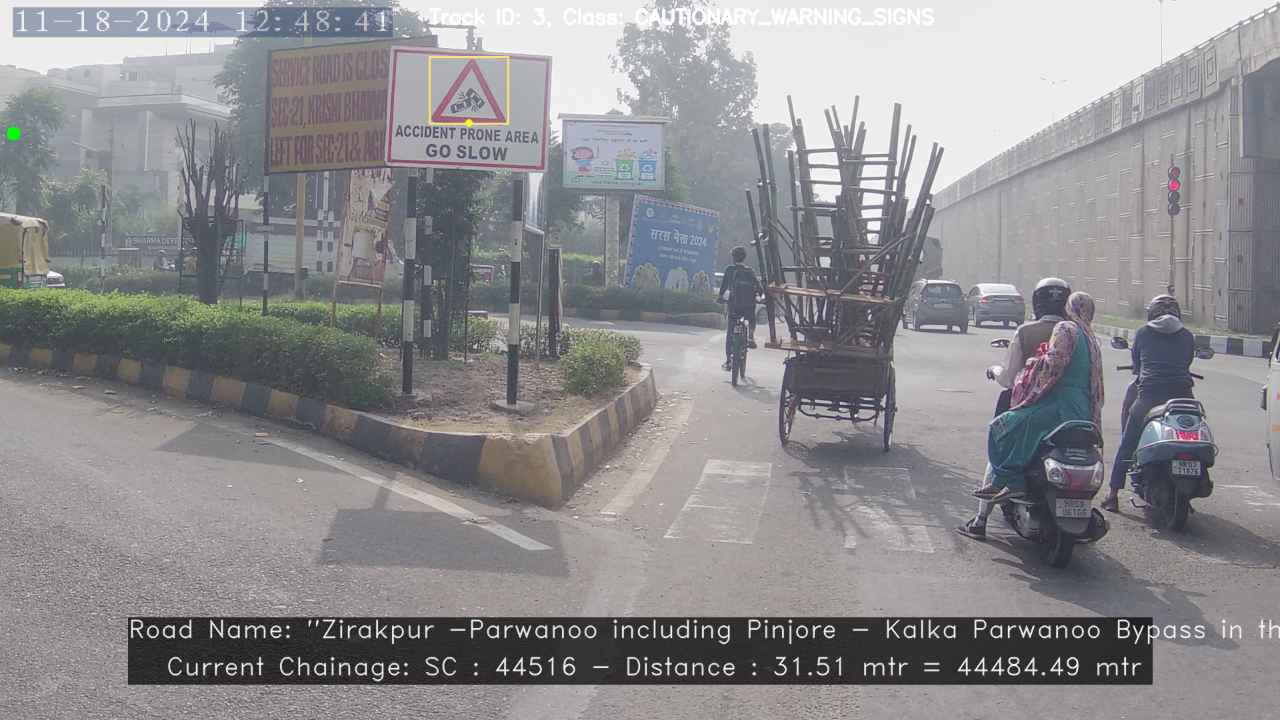 11-18-2024 12:48:41
Track ID: 3, Class: CAUTIONARY_WARNING_SIGNS
SERVICE ROAD IS CLOS
SEC-21, KRISHI BHAWAN
LEFT FOR SEC-21 &
ACCIDENT PRONE AREA
GO SLOW
सरस मेला 2024
Road Name: "Zirakpur -Parwanoo including Pinjore - Kalka Parwanoo Bypass in th
Current Chainage: SC : 44516 - Distance : 31.51 mtr = 44484.49 mtr